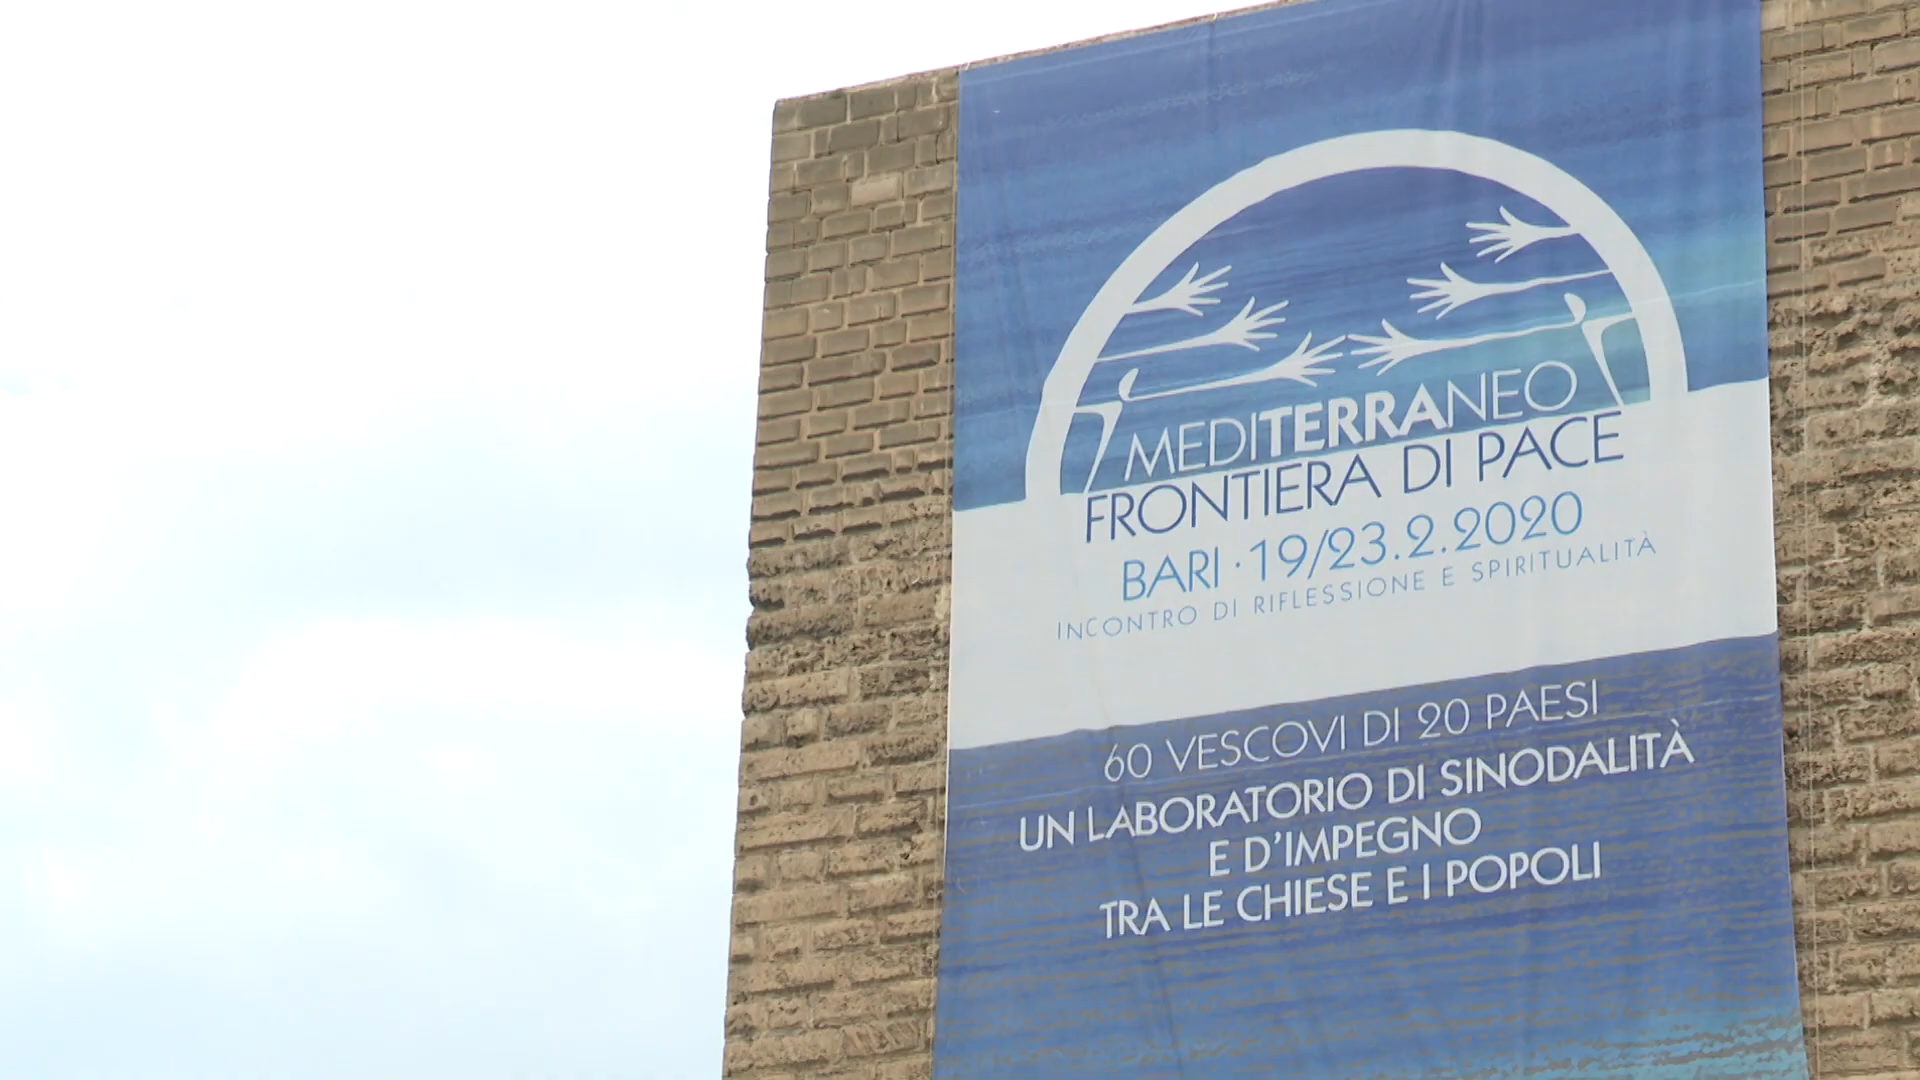 MEDITERRANEO
FRONTIERA DI PACE
BARI · 19/23.2.2020
INCONTRO DI RIFLESSIONE E SPIRITUALITÀ
60 VESCOVI DI 20 PAESI
UN LABORATORIO DI SINODALITÀ
E D'IMPEGNO
TRA LE CHIESE E I POPOLI